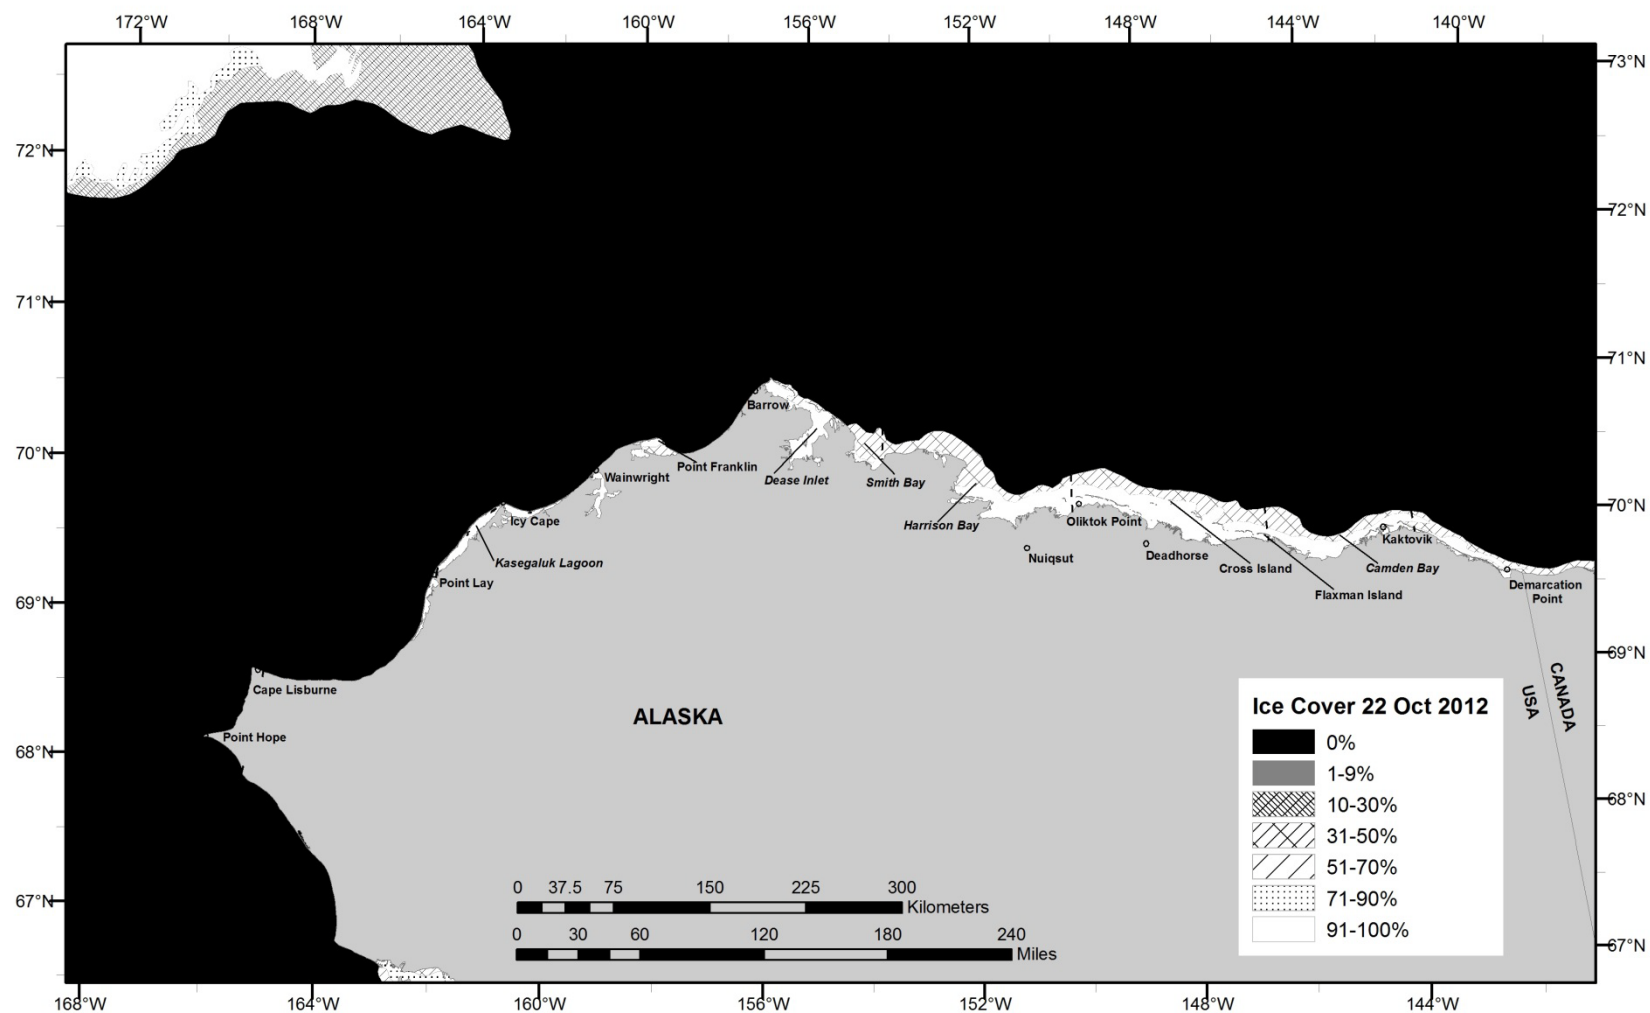 172°W 168°W 164°W 160°W 156°W 152°W 148°W 144°W 140°W
73°N
72°N
72°N
71°N
71°N
Barrow
70°N
Point Franklin
Wainwright
Dease Inlet
Smith Bay
70°N
Harrison Bay
Icy Cape
Oliktok Point
Kaktovik
Kasegaluk Lagoon
Nuiqsut
Deadhorse
Cross Island
Camden Bay
Point Lay
Demarcation
Point
Flaxman Island
69°N
69°N
Cape Lisburne
CANADA
USA
ALASKA
Point Hope
68°N
68°N
Ice Cover 22 Oct 2012
0%
1-9%
10-30%
31-50%
51-70%
71-90%
91-100%
67°N
67°N
0 37.5 75 150 225 300
Kilometers
0 30 60 120 180 240
Miles
168°W 164°W 160°W 156°W 152°W 148°W 144°W